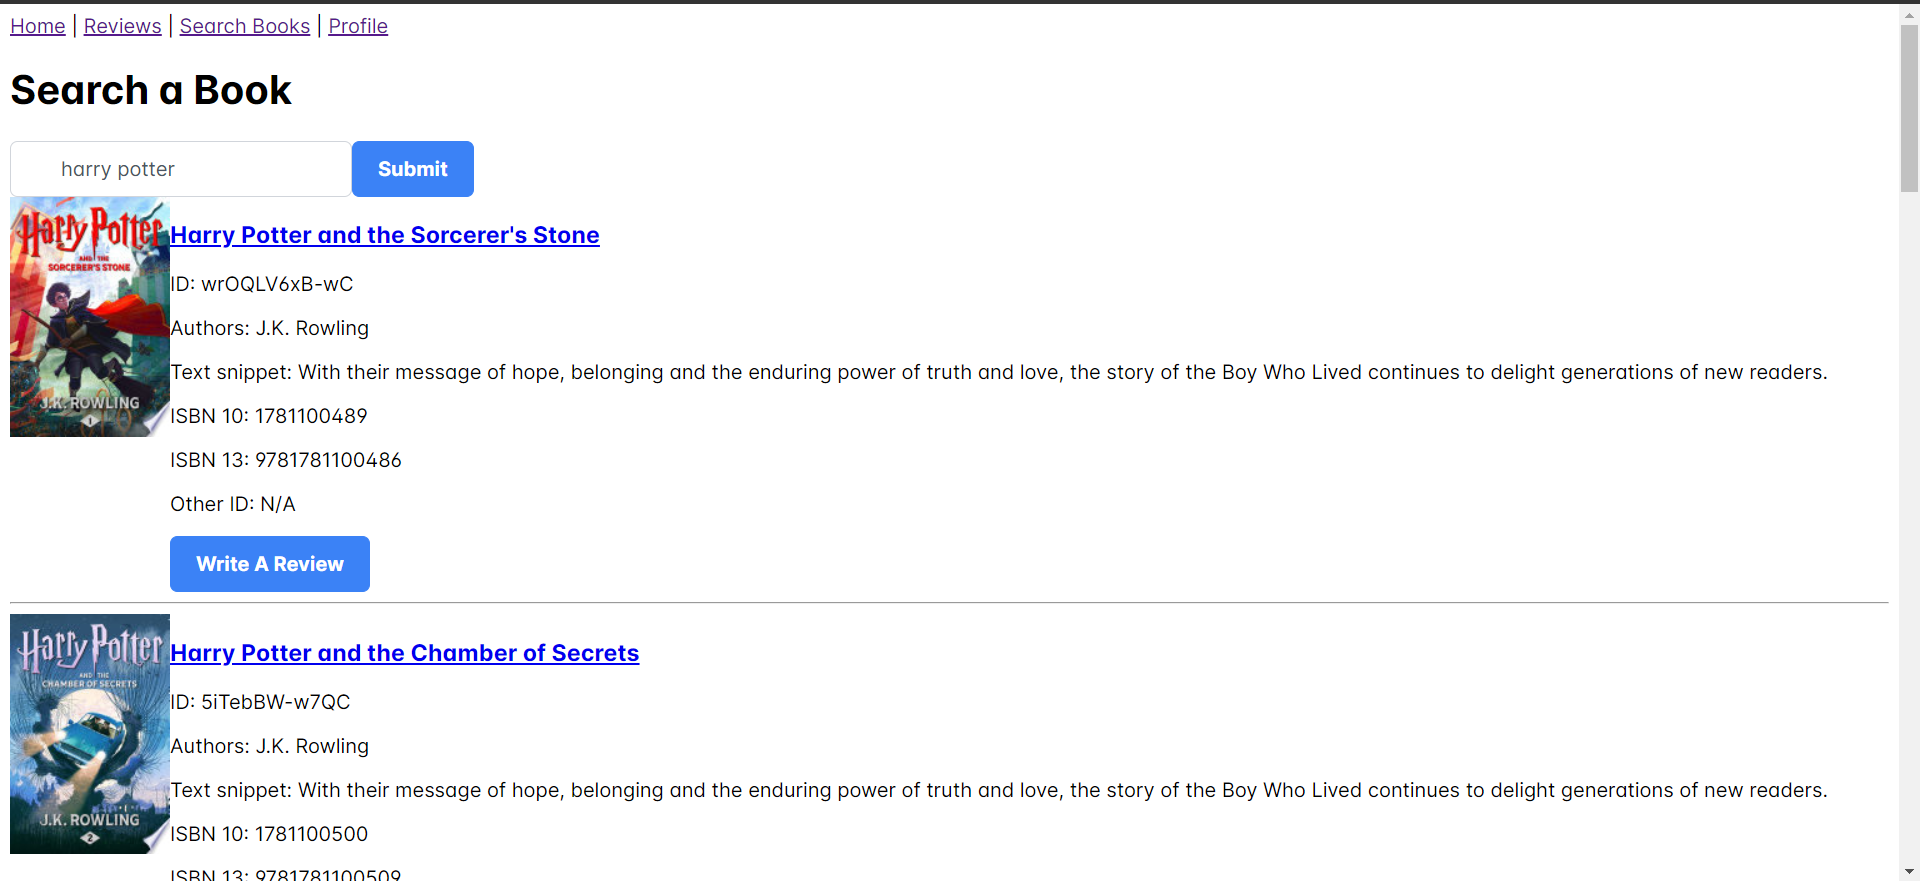 Home | Reviews | Search Books | Profile
Search a Book
harry potter
Submit
Harry Potter
AND THE
SORCERER'S STONE
J.K. ROWLING
1
Harry Potter and the Sorcerer's Stone
ID: wrOQLV6xB-wC
Authors: J.K. Rowling
Text snippet: With their message of hope, belonging and the enduring power of truth and love, the story of the Boy Who Lived continues to delight generations of new readers.
ISBN 10: 1781100489
ISBN 13: 9781781100486
Other ID: N/A
Write A Review
Harry Potter
AND THE
CHAMBER OF SECRETS
J.K. ROWLING
2
Harry Potter and the Chamber of Secrets
ID: 5iTebBW-w7QC
Authors: J.K. Rowling
Text snippet: With their message of hope, belonging and the enduring power of truth and love, the story of the Boy Who Lived continues to delight generations of new readers.
ISBN 10: 1781100500
ISBN 13: 9781781100509